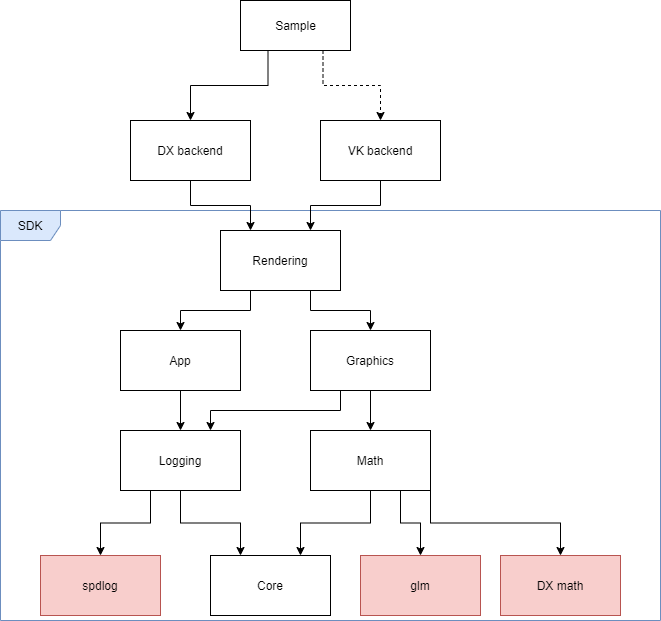 Sample
DX backend
VK backend
SDK
Rendering
App
Graphics
Logging
Math
spdlog
Core
glm
DX math